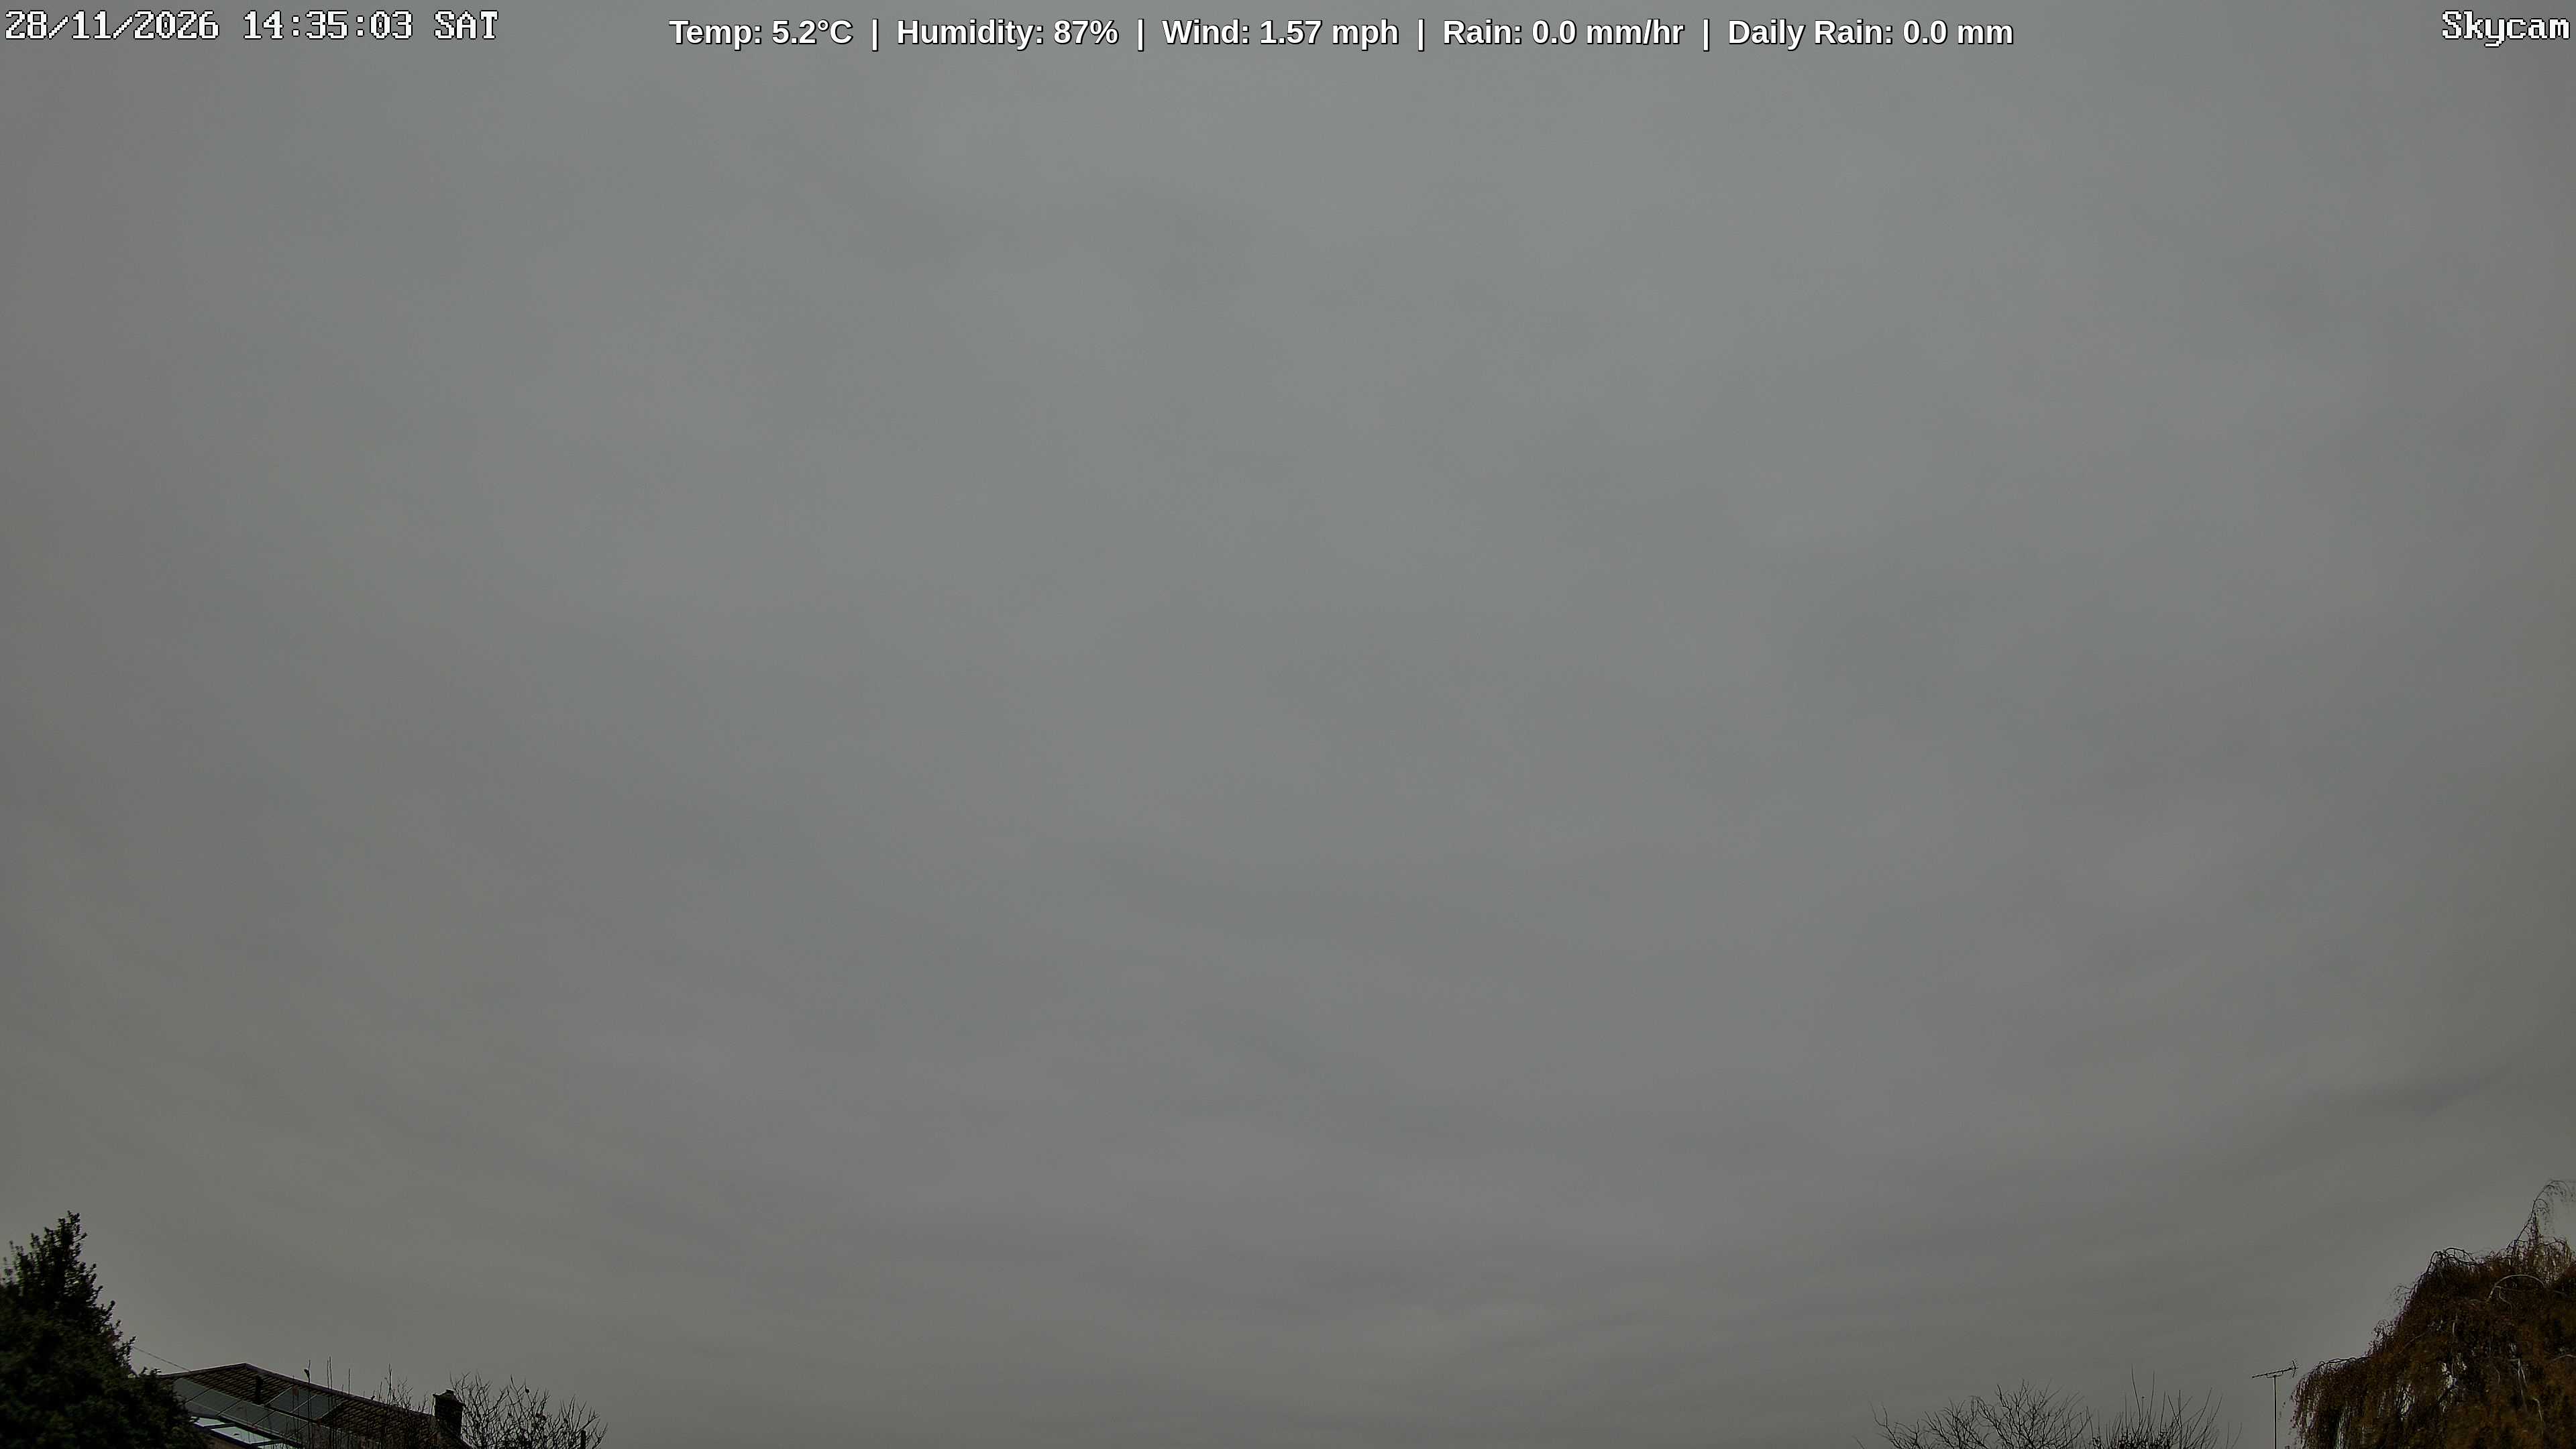 28/11/2026 14:35:03 SAT
Temp: 5.2°C | Humidity: 87% | Wind: 1.57 mph | Rain: 0.0 mm/hr | Daily Rain: 0.0 mm
Skycam